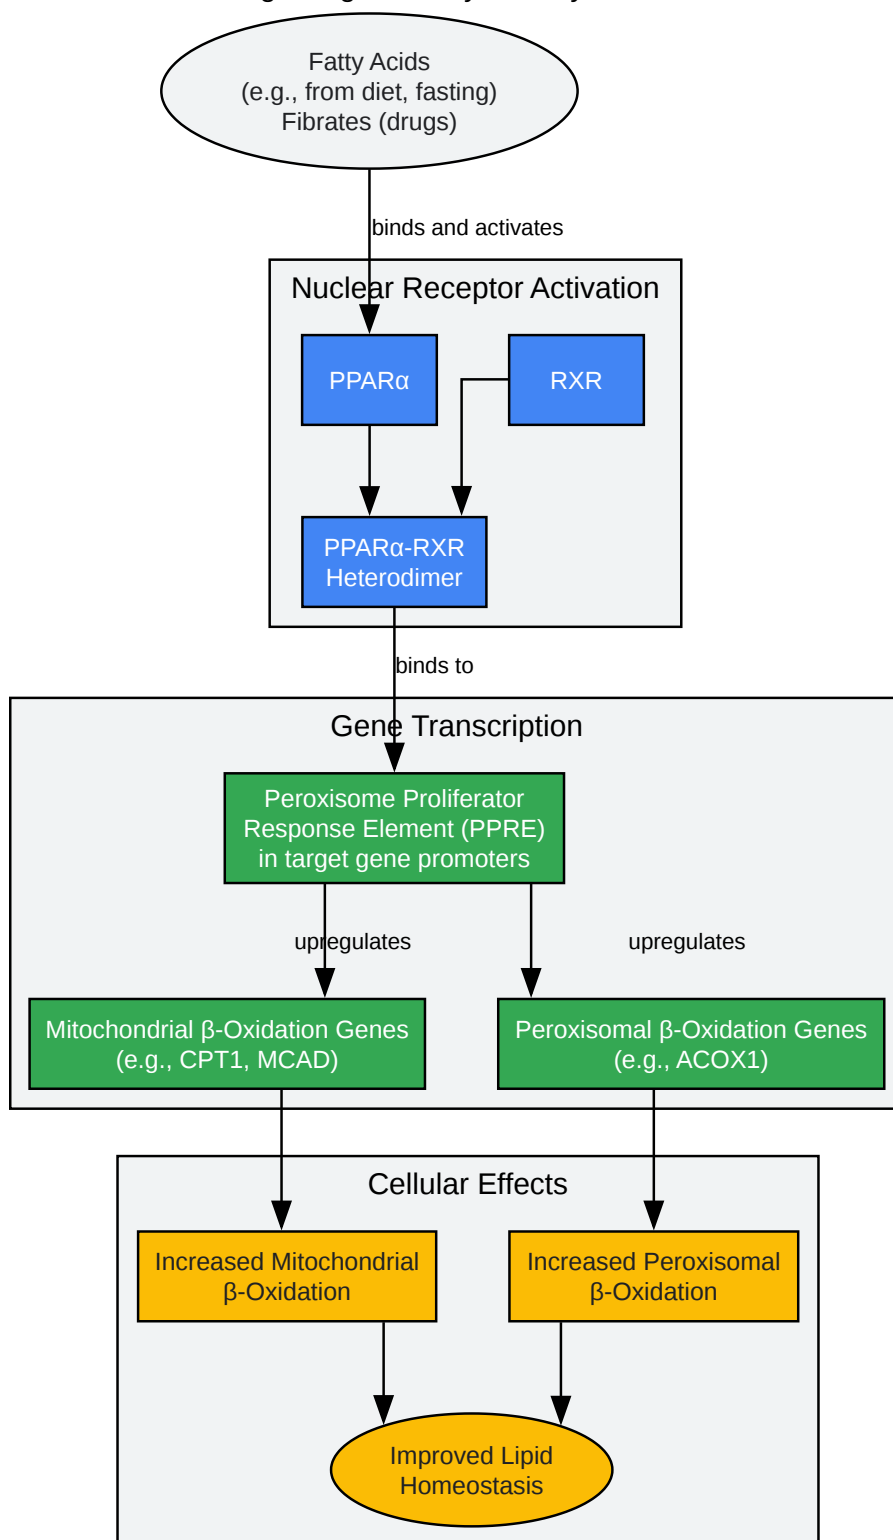 Fatty Acids
(e.g., from diet, fasting)
Fibrates (drugs)
binds and activates
Nuclear Receptor Activation
PPARα
RXR
PPARα-RXR
Heterodimer
binds to
Gene Transcription
Peroxisome Proliferator
Response Element (PPRE)
in target gene promoters
upregulates
upregulates
Mitochondrial β-Oxidation Genes
(e.g., CPT1, MCAD)
Peroxisomal β-Oxidation Genes
(e.g., ACOX1)
Cellular Effects
Increased Mitochondrial
β-Oxidation
Increased Peroxisomal
β-Oxidation
Improved Lipid
Homeostasis